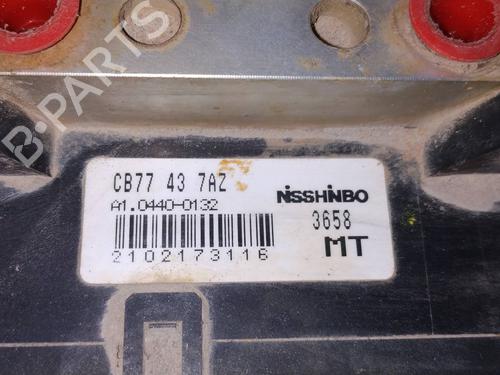 B-PARTS
CB77 43 7AZ
NiSSHiNBO
A1.0440-0132
3658
MT
2102173116